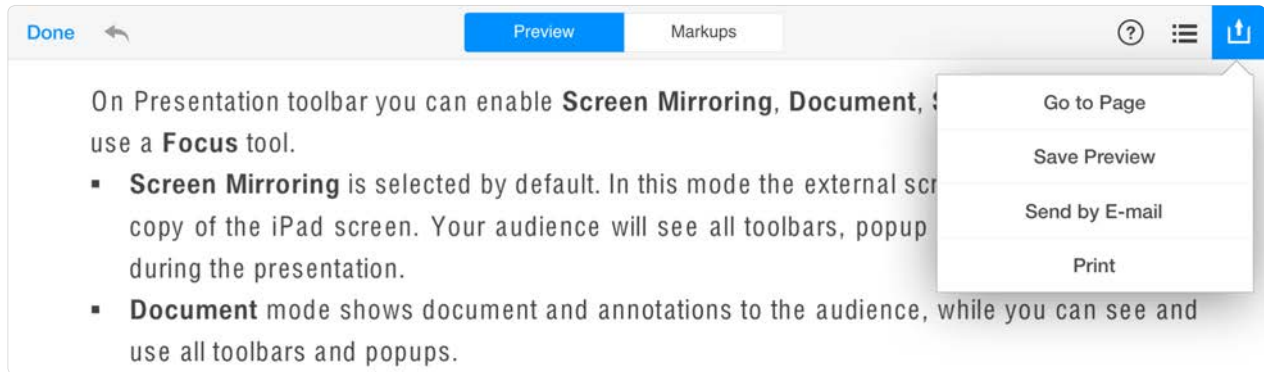 Done Preview Markups ?
On Presentation toolbar you can enable Screen Mirroring, Document,
use a Focus tool.
▪ Screen Mirroring is selected by default. In this mode the external
copy of the iPad screen. Your audience will see all toolbars, popup
during the presentation.
▪ Document mode shows document and annotations to the audience, while you can see and
use all toolbars and popups.
Go to Page
Save Preview
Send by E-mail
Print